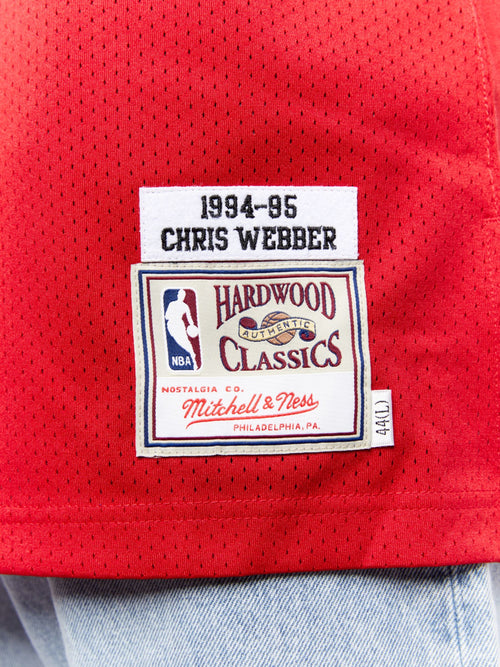 1994-95
CHRIS WEBBER
HARDWOOD
AUTHENTIC
CLASSICS
NBA
NOSTALGIA CO.
Mitchell & Ness
PHILADELPHIA, PA.
44(L)